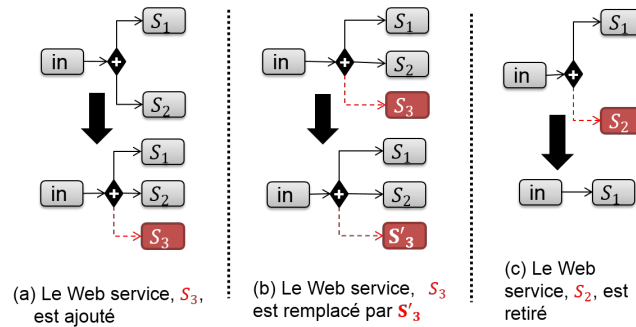 S₁
in
+
S₂
in
+
S₁
S₂
S₃
(a) Le Web service, S₃,
est ajouté
S₁
in
+
S₂
S₃
in
+
S₁
S₂
S'₃
(b) Le Web service, S₃
est remplacé par S'₃
S₁
in
+
S₂
in
S₁
(c) Le Web
service, S₂, est
retiré